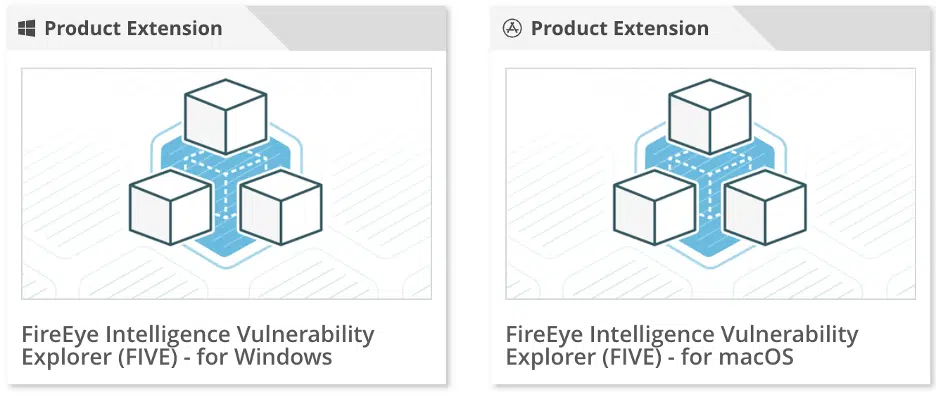 Product Extension
FireEye Intelligence Vulnerability
Explorer (FIVE) - for Windows
Product Extension
FireEye Intelligence Vulnerability
Explorer (FIVE) - for macOS